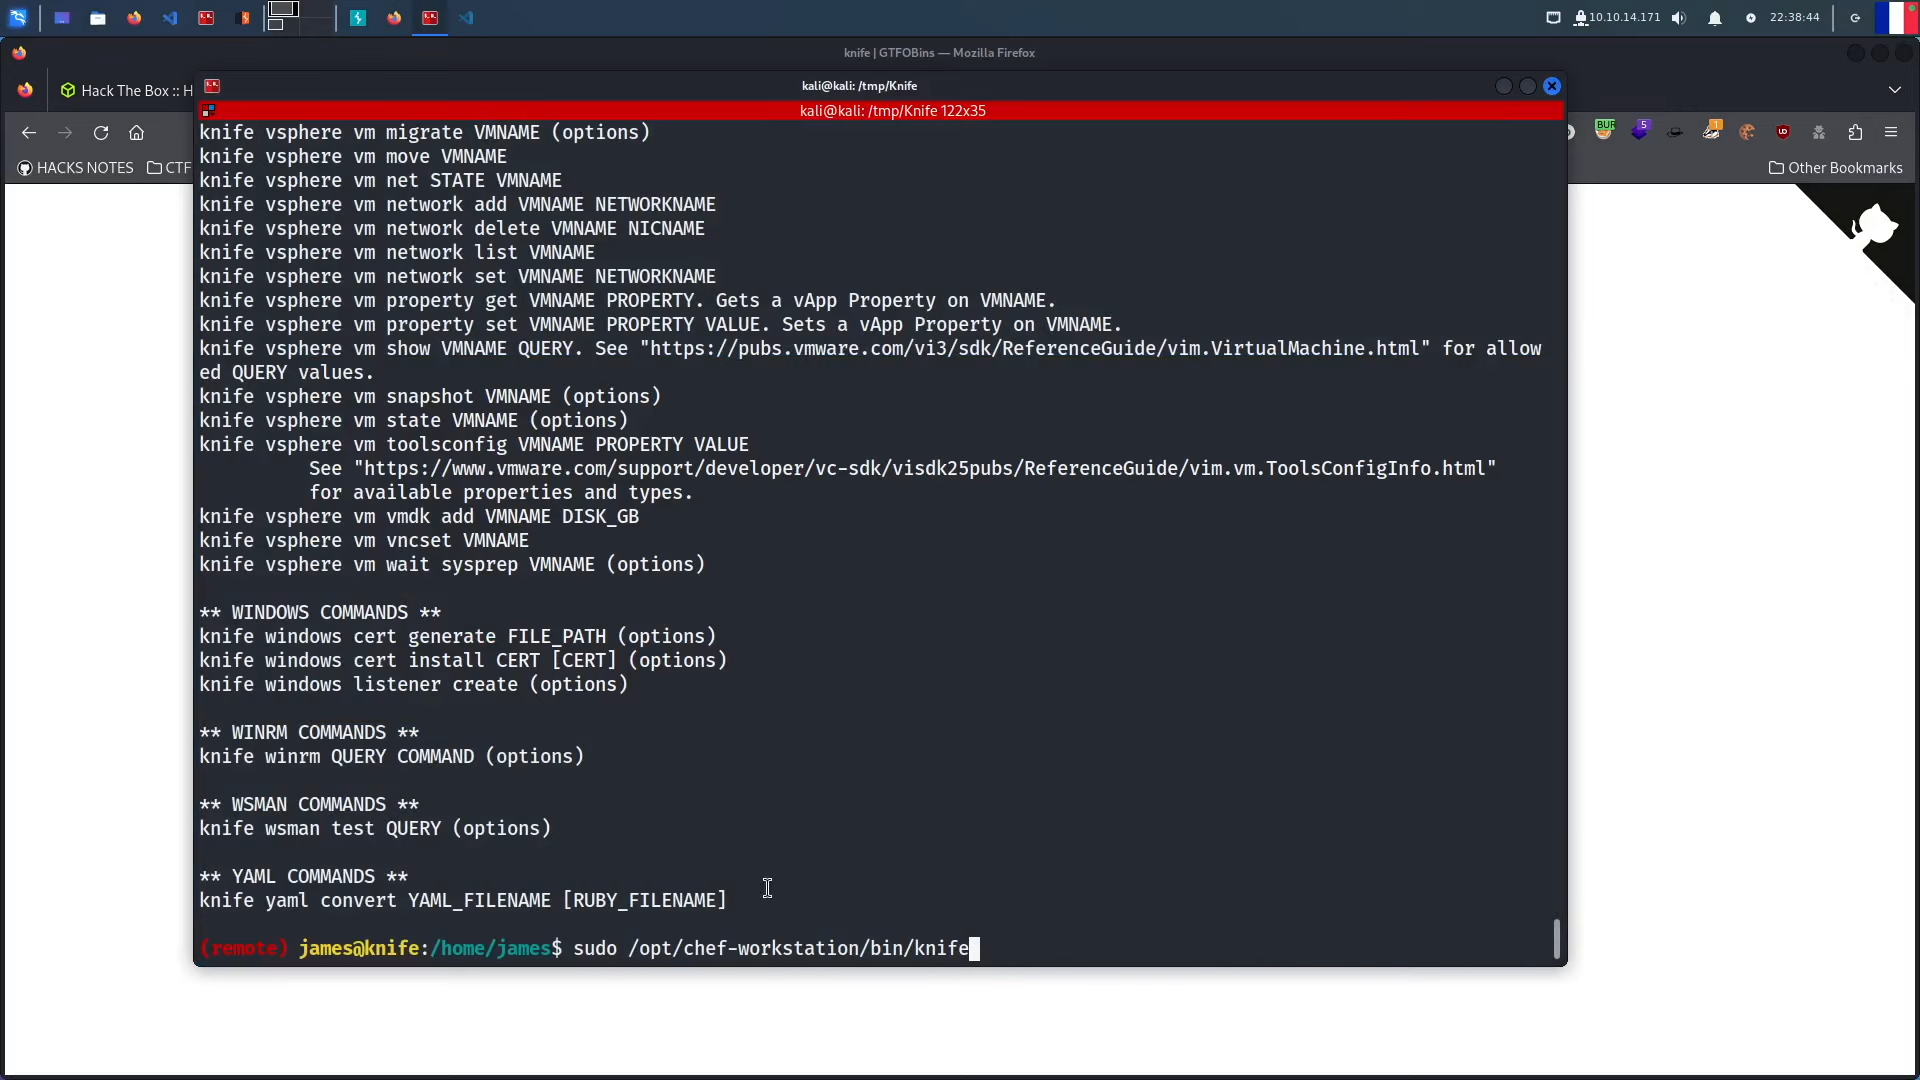 10.10.14.171
22:38:44
knife | GTFOBins — Mozilla Firefox
Hack The Box :: H
kali@kali: /tmp/Knife
kali@kali: /tmp/Knife 122x35
BUR
5
1
HACKS NOTES
CTF
Other Bookmarks
knife vsphere vm migrate VMNAME (options)
knife vsphere vm move VMNAME
knife vsphere vm net STATE VMNAME
knife vsphere vm network add VMNAME NETWORKNAME
knife vsphere vm network delete VMNAME NICNAME
knife vsphere vm network list VMNAME
knife vsphere vm network set VMNAME NETWORKNAME
knife vsphere vm property get VMNAME PROPERTY. Gets a vApp Property on VMNAME.
knife vsphere vm property set VMNAME PROPERTY VALUE. Sets a vApp Property on VMNAME.
knife vsphere vm show VMNAME QUERY. See "https://pubs.vmware.com/vi3/sdk/ReferenceGuide/vim.VirtualMachine.html" for allow
ed QUERY values.
knife vsphere vm snapshot VMNAME (options)
knife vsphere vm state VMNAME (options)
knife vsphere vm toolsconfig VMNAME PROPERTY VALUE
See "https://www.vmware.com/support/developer/vc-sdk/visdk25pubs/ReferenceGuide/vim.vm.ToolsConfigInfo.html"
for available properties and types.
knife vsphere vm vmdk add VMNAME DISK_GB
knife vsphere vm vncset VMNAME
knife vsphere vm wait sysprep VMNAME (options)
** WINDOWS COMMANDS **
knife windows cert generate FILE_PATH (options)
knife windows cert install CERT [CERT] (options)
knife windows listener create (options)
** WINRM COMMANDS **
knife winrm QUERY COMMAND (options)
** WSMAN COMMANDS **
knife wsman test QUERY (options)
** YAML COMMANDS **
knife yaml convert YAML_FILENAME [RUBY_FILENAME]
(remote) james@knife:/home/james$ sudo /opt/chef-workstation/bin/knife